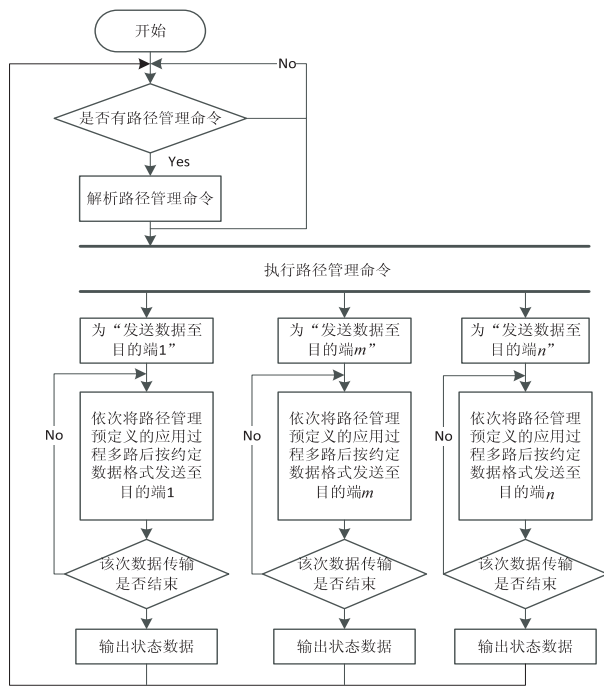 开始
No
是否有路径管理命令
Yes
解析路径管理命令
执行路径管理命令
为“发送数据至
目的端1”
为“发送数据至
目的端m”
为“发送数据至
目的端n”
No
依次将路径管理
预定义的应用过
程多路后按约定
数据格式发送至
目的端1
No
依次将路径管理
预定义的应用过
程多路后按约定
数据格式发送至
目的端m
No
依次将路径管理
预定义的应用过
程多路后按约定
数据格式发送至
目的端n
该次数据传输
是否结束
该次数据传输
是否结束
该次数据传输
是否结束
输出状态数据
输出状态数据
输出状态数据